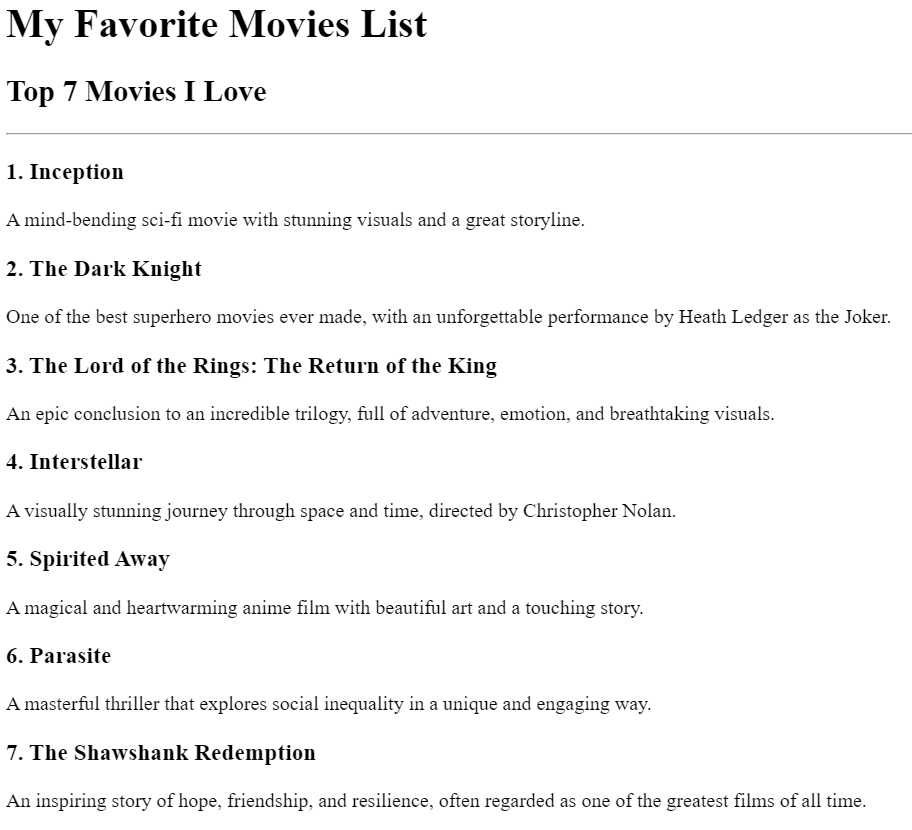 My Favorite Movies List
Top 7 Movies I Love
1. Inception
A mind-bending sci-fi movie with stunning visuals and a great storyline.
2. The Dark Knight
One of the best superhero movies ever made, with an unforgettable performance by Heath Ledger as the Joker.
3. The Lord of the Rings: The Return of the King
An epic conclusion to an incredible trilogy, full of adventure, emotion, and breathtaking visuals.
4. Interstellar
A visually stunning journey through space and time, directed by Christopher Nolan.
5. Spirited Away
A magical and heartwarming anime film with beautiful art and a touching story.
6. Parasite
A masterful thriller that explores social inequality in a unique and engaging way.
7. The Shawshank Redemption
An inspiring story of hope, friendship, and resilience, often regarded as one of the greatest films of all time.